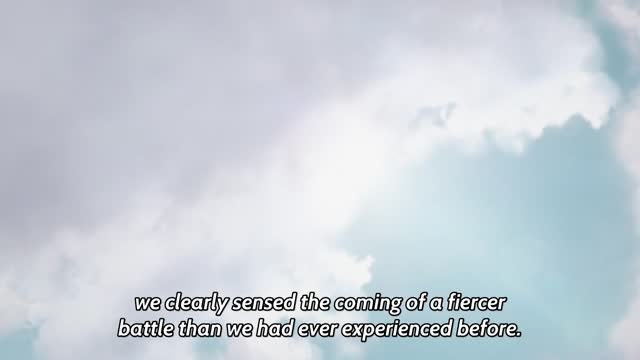 we clearly sensed the coming of a fiercer
battle than we had ever experienced before.